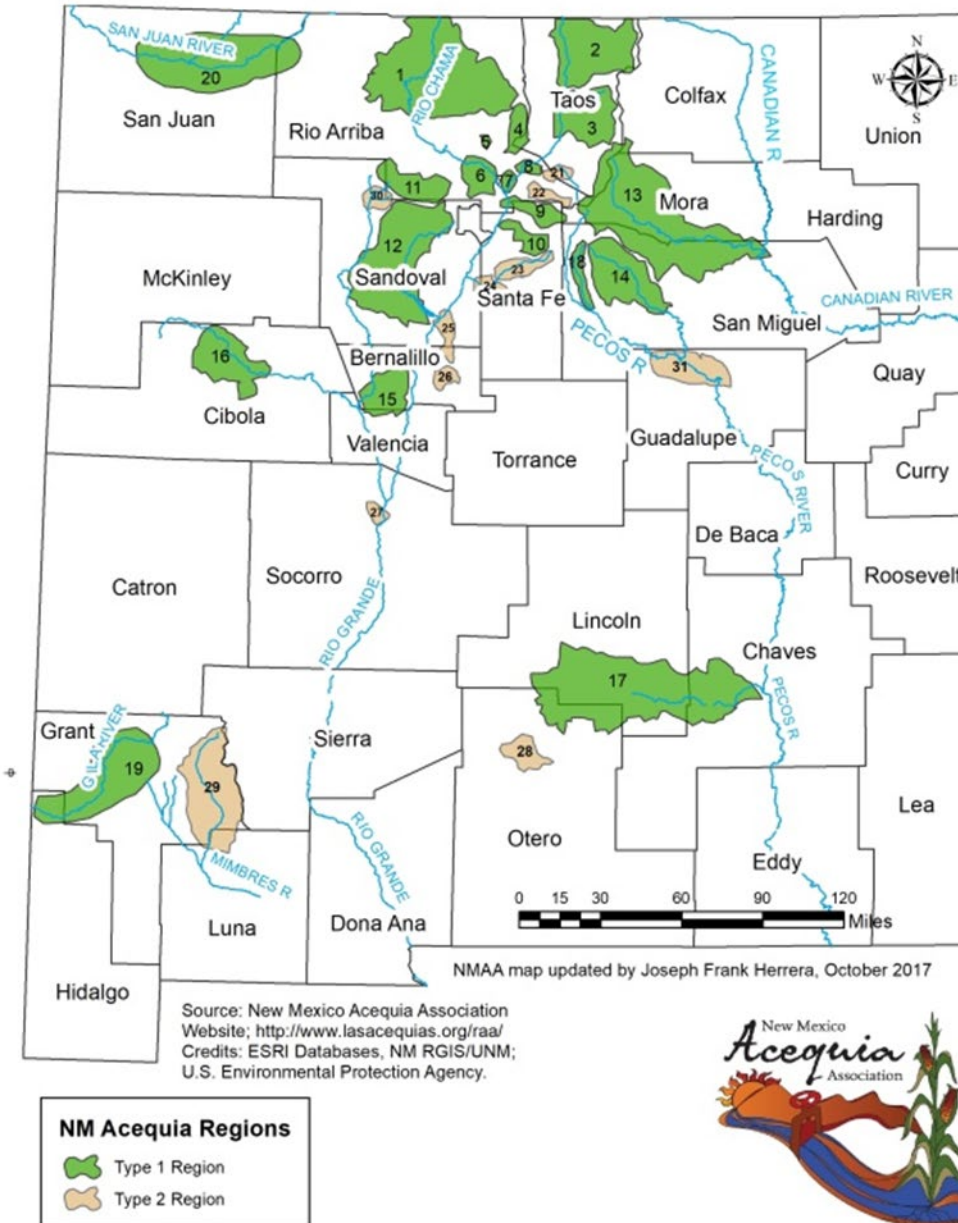 SAN JUAN RIVER
20
San Juan
1
RIO CHAMA
Rio Arriba
2
Taos
3
4
5
6
7
8
21
22
9
10
11
30
12
Sandoval
Colfax
CANADIAN R
N
W
E
S
Union
13
Mora
Harding
McKinley
23
24
Santa Fe
18
14
San Miguel
CANADIAN RIVER
PECOS R
25
Bernalillo
26
15
16
Cibola
Valencia
31
Quay
Guadalupe
Torrance
PECOS RIVER
Curry
27
De Baca
Catron
Socorro
RIO GRANDE
Roosevelt
Lincoln
Chaves
17
PECOS R
Grant
GILA RIVER
19
29
Sierra
28
Lea
Otero
Eddy
MIMBRES R
RIO GRANDE
Luna
Dona Ana
Hidalgo
0 15 30 60 90 120
Miles
NMAA map updated by Joseph Frank Herrera, October 2017
Source: New Mexico Acequia Association
Website; http://www.lasacequias.org/raa/
Credits: ESRI Databases, NM RGIS/UNM;
U.S. Environmental Protection Agency.
New Mexico
Acequia
Association
NM Acequia Regions
Type 1 Region
Type 2 Region